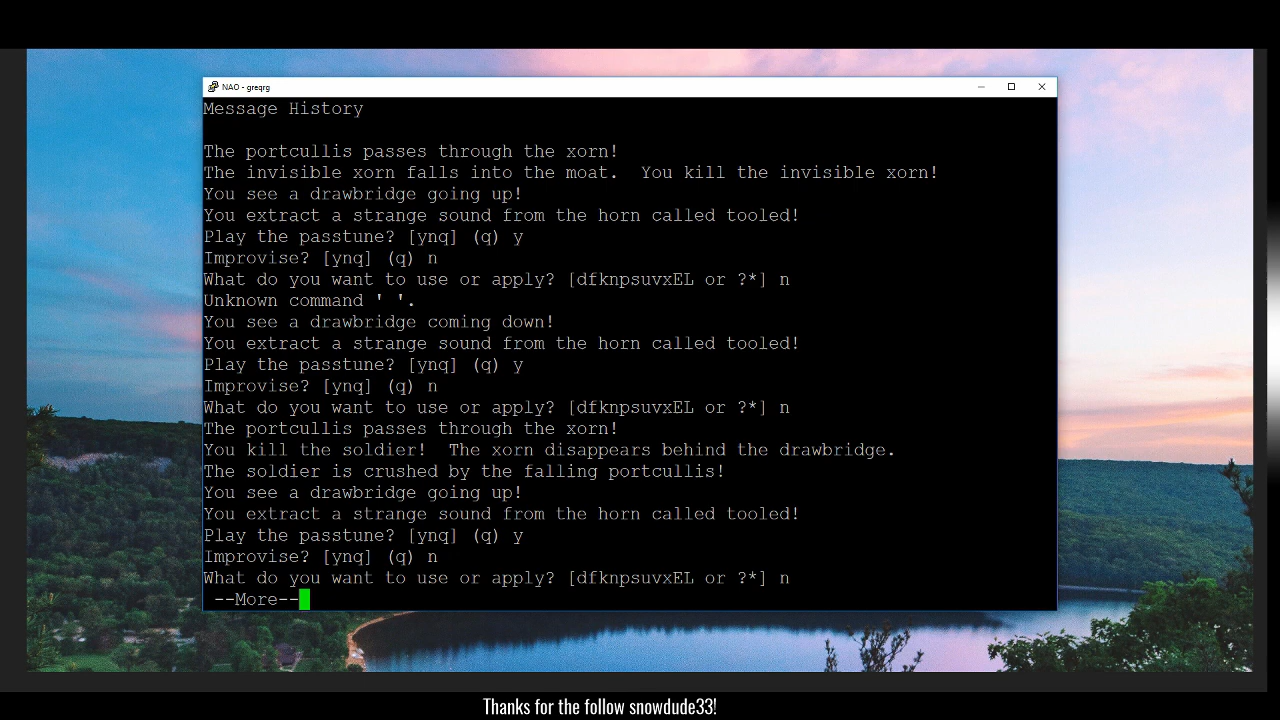 NAO - greqrg
Message History
The portcullis passes through the xorn!
The invisible xorn falls into the moat.  You kill the invisible xorn!
You see a drawbridge going up!
You extract a strange sound from the horn called tooled!
Play the passtune? [ynq] (q) y
Improvise? [ynq] (q) n
What do you want to use or apply? [dfknpsuvxEL or ?*] n
Unknown command ' '.
You see a drawbridge coming down!
You extract a strange sound from the horn called tooled!
Play the passtune? [ynq] (q) y
Improvise? [ynq] (q) n
What do you want to use or apply? [dfknpsuvxEL or ?*] n
The portcullis passes through the xorn!
You kill the soldier!  The xorn disappears behind the drawbridge.
The soldier is crushed by the falling portcullis!
You see a drawbridge going up!
You extract a strange sound from the horn called tooled!
Play the passtune? [ynq] (q) y
Improvise? [ynq] (q) n
What do you want to use or apply? [dfknpsuvxEL or ?*] n
--More--
Thanks for the follow snowdude33!